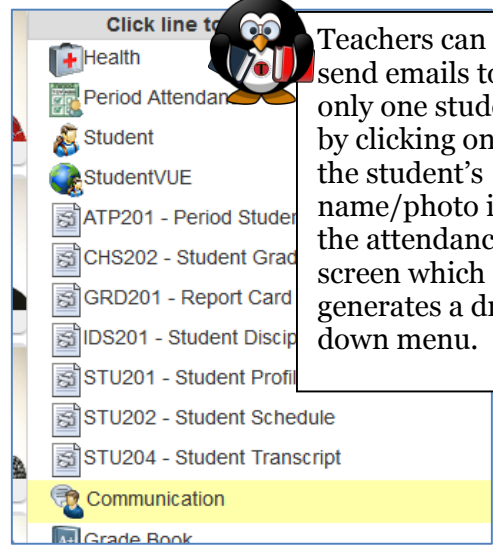 Click line to
Health
Period Attendan
Student
StudentVUE
ATP201 - Period Studer
CHS202 - Student Grad
GRD201 - Report Card
IDS201 - Student Discip
STU201 - Student Profil
STU202 - Student Schedule
STU204 - Student Transcript
Communication
Grade Book
Teachers can
send emails to
only one stude
by clicking on
the student's
name/photo i
the attendanc
screen which
generates a dr
down menu.